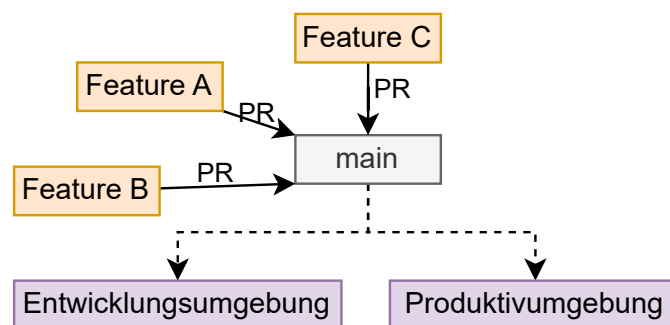 Feature C
Feature A
PR
PR
main
Feature B
PR
Entwicklungsumgebung
Produktivumgebung